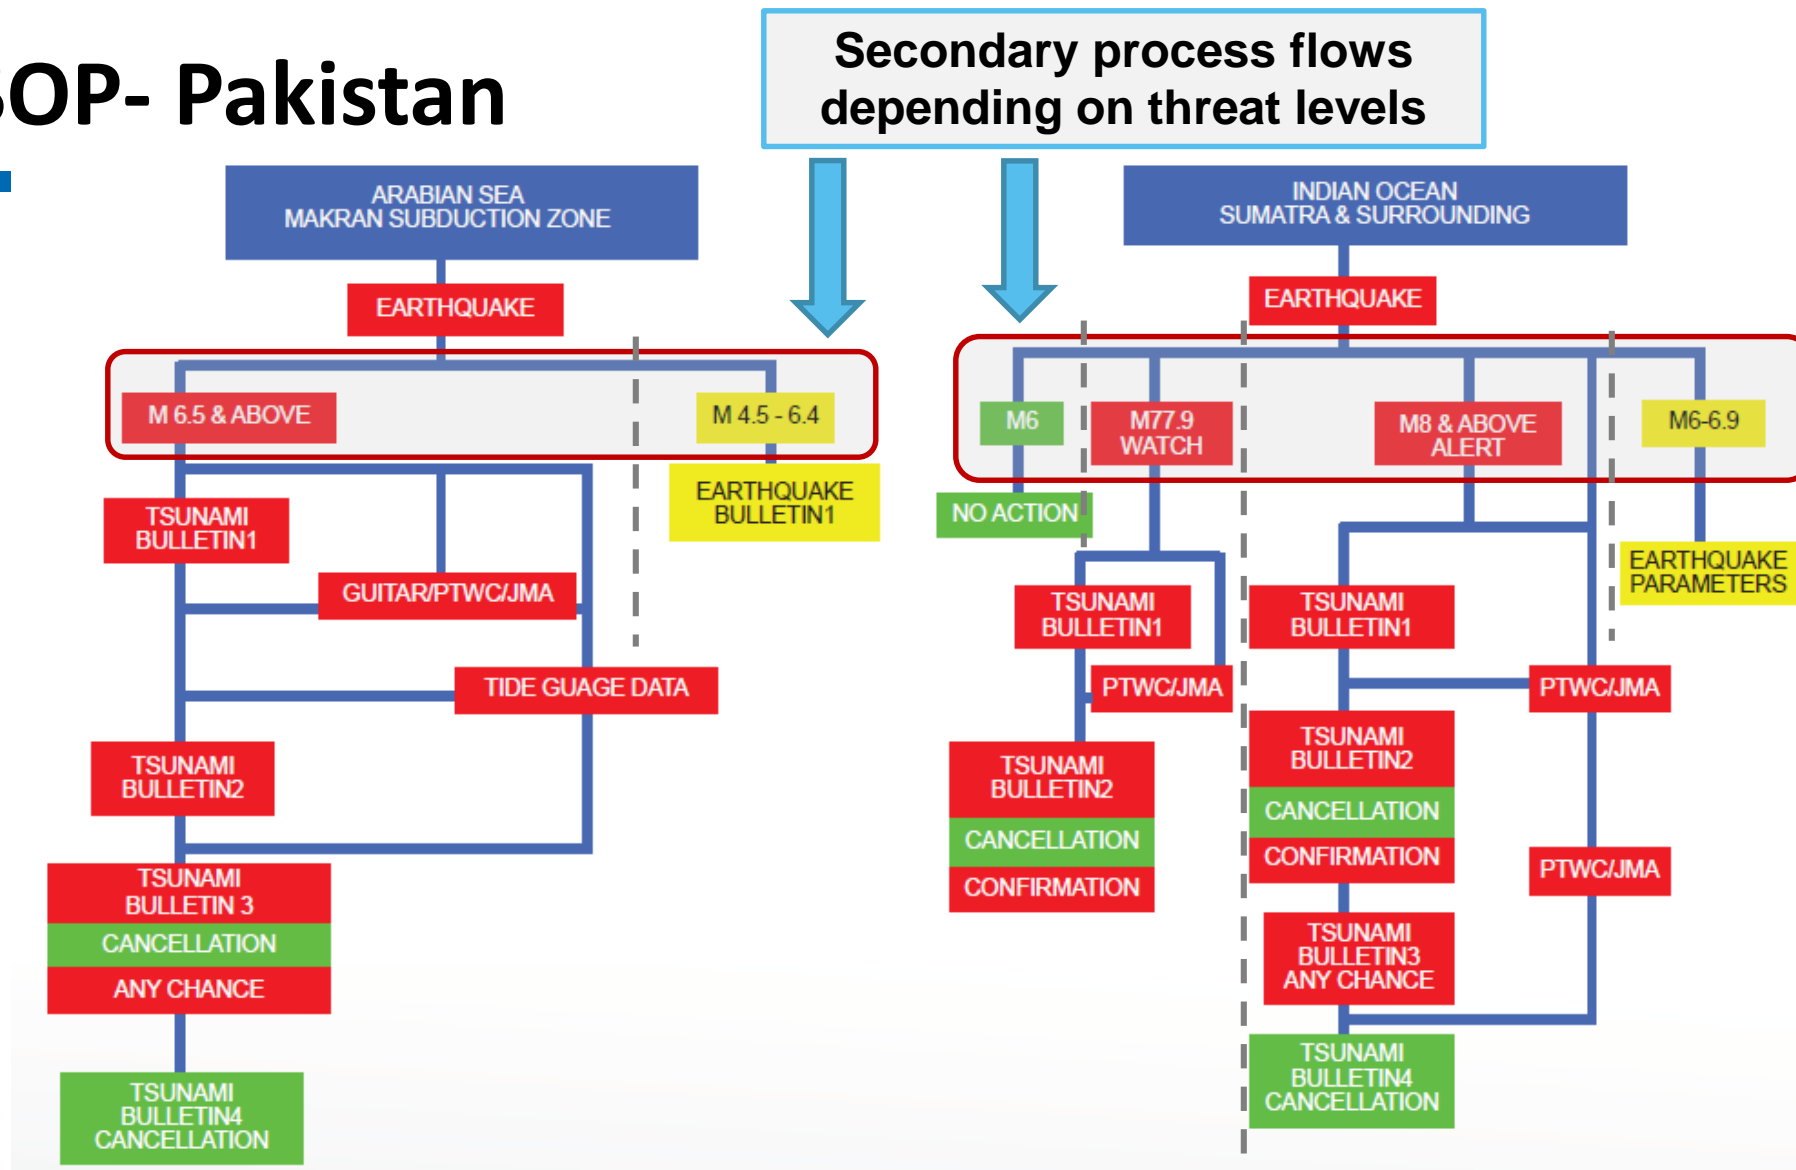 SOP- Pakistan
Secondary process flows
depending on threat levels
ARABIAN SEA
MAKRAN SUBDUCTION ZONE
EARTHQUAKE
M 6.5 & ABOVE
M 4.5 - 6.4
TSUNAMI
BULLETIN1
EARTHQUAKE
BULLETIN1
GUITAR/PTWC/JMA
TIDE GUAGE DATA
TSUNAMI
BULLETIN2
TSUNAMI
BULLETIN 3
CANCELLATION
ANY CHANCE
TSUNAMI
BULLETIN4
CANCELLATION
INDIAN OCEAN
SUMATRA & SURROUNDING
EARTHQUAKE
M6
M77.9
WATCH
M8 & ABOVE
ALERT
M6-6.9
NO ACTION
EARTHQUAKE
PARAMETERS
TSUNAMI
BULLETIN1
PTWC/JMA
TSUNAMI
BULLETIN2
CANCELLATION
CONFIRMATION
TSUNAMI
BULLETIN1
PTWC/JMA
TSUNAMI
BULLETIN2
CANCELLATION
CONFIRMATION
PTWC/JMA
TSUNAMI
BULLETIN3
ANY CHANCE
TSUNAMI
BULLETIN4
CANCELLATION